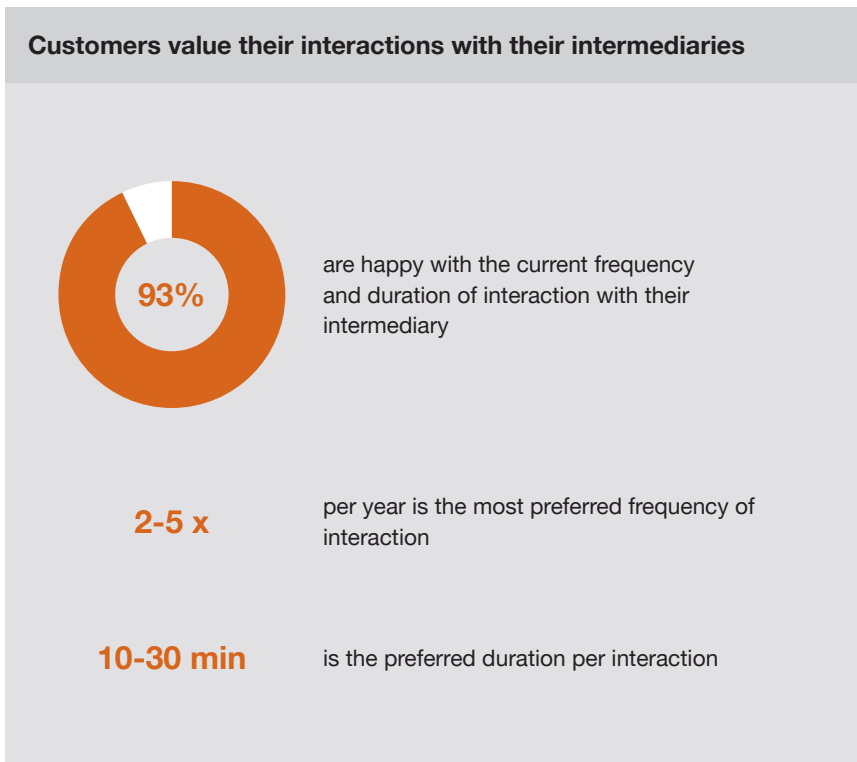 Customers value their interactions with their intermediaries
93%
are happy with the current frequency
and duration of interaction with their
intermediary
2-5 x
per year is the most preferred frequency of
interaction
10-30 min
is the preferred duration per interaction